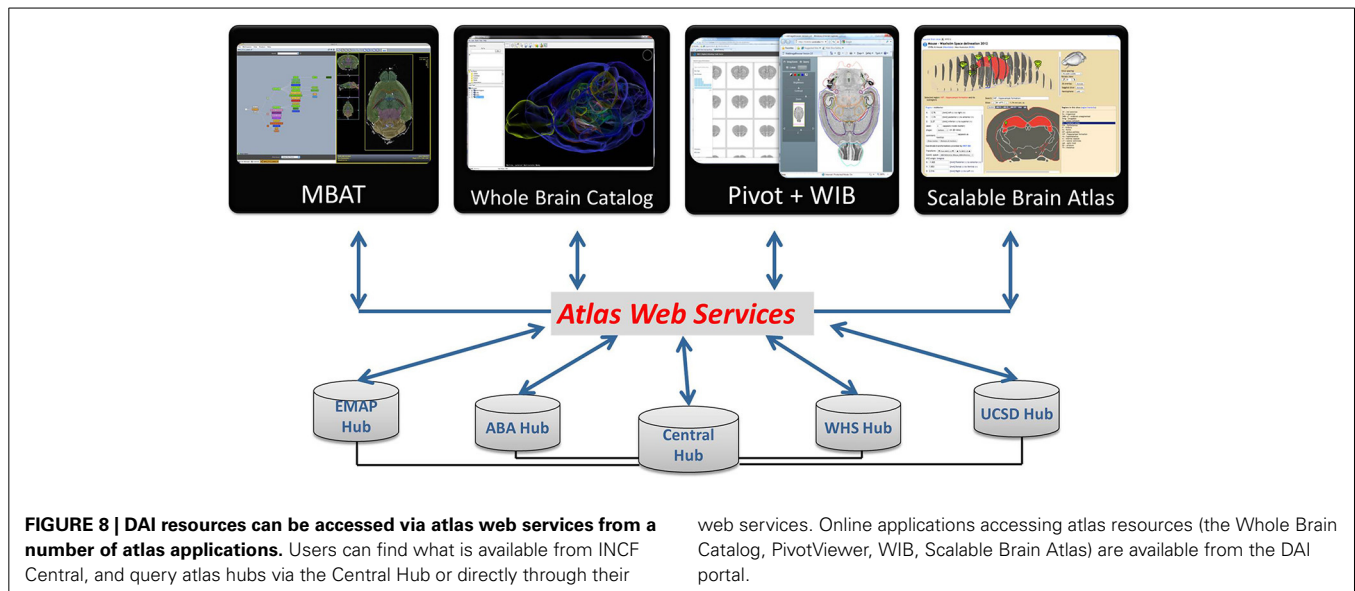 MBAT
Whole Brain Catalog
Pivot + WIB
Scalable Brain Atlas
Atlas Web Services
EMAP
Hub
ABA Hub
Central
Hub
WHS Hub
UCSD Hub
FIGURE 8 | DAI resources can be accessed via atlas web services from a
number of atlas applications. Users can find what is available from INCF
Central, and query atlas hubs via the Central Hub or directly through their
web services. Online applications accessing atlas resources (the Whole Brain
Catalog, PivotViewer, WIB, Scalable Brain Atlas) are available from the DAI
portal.